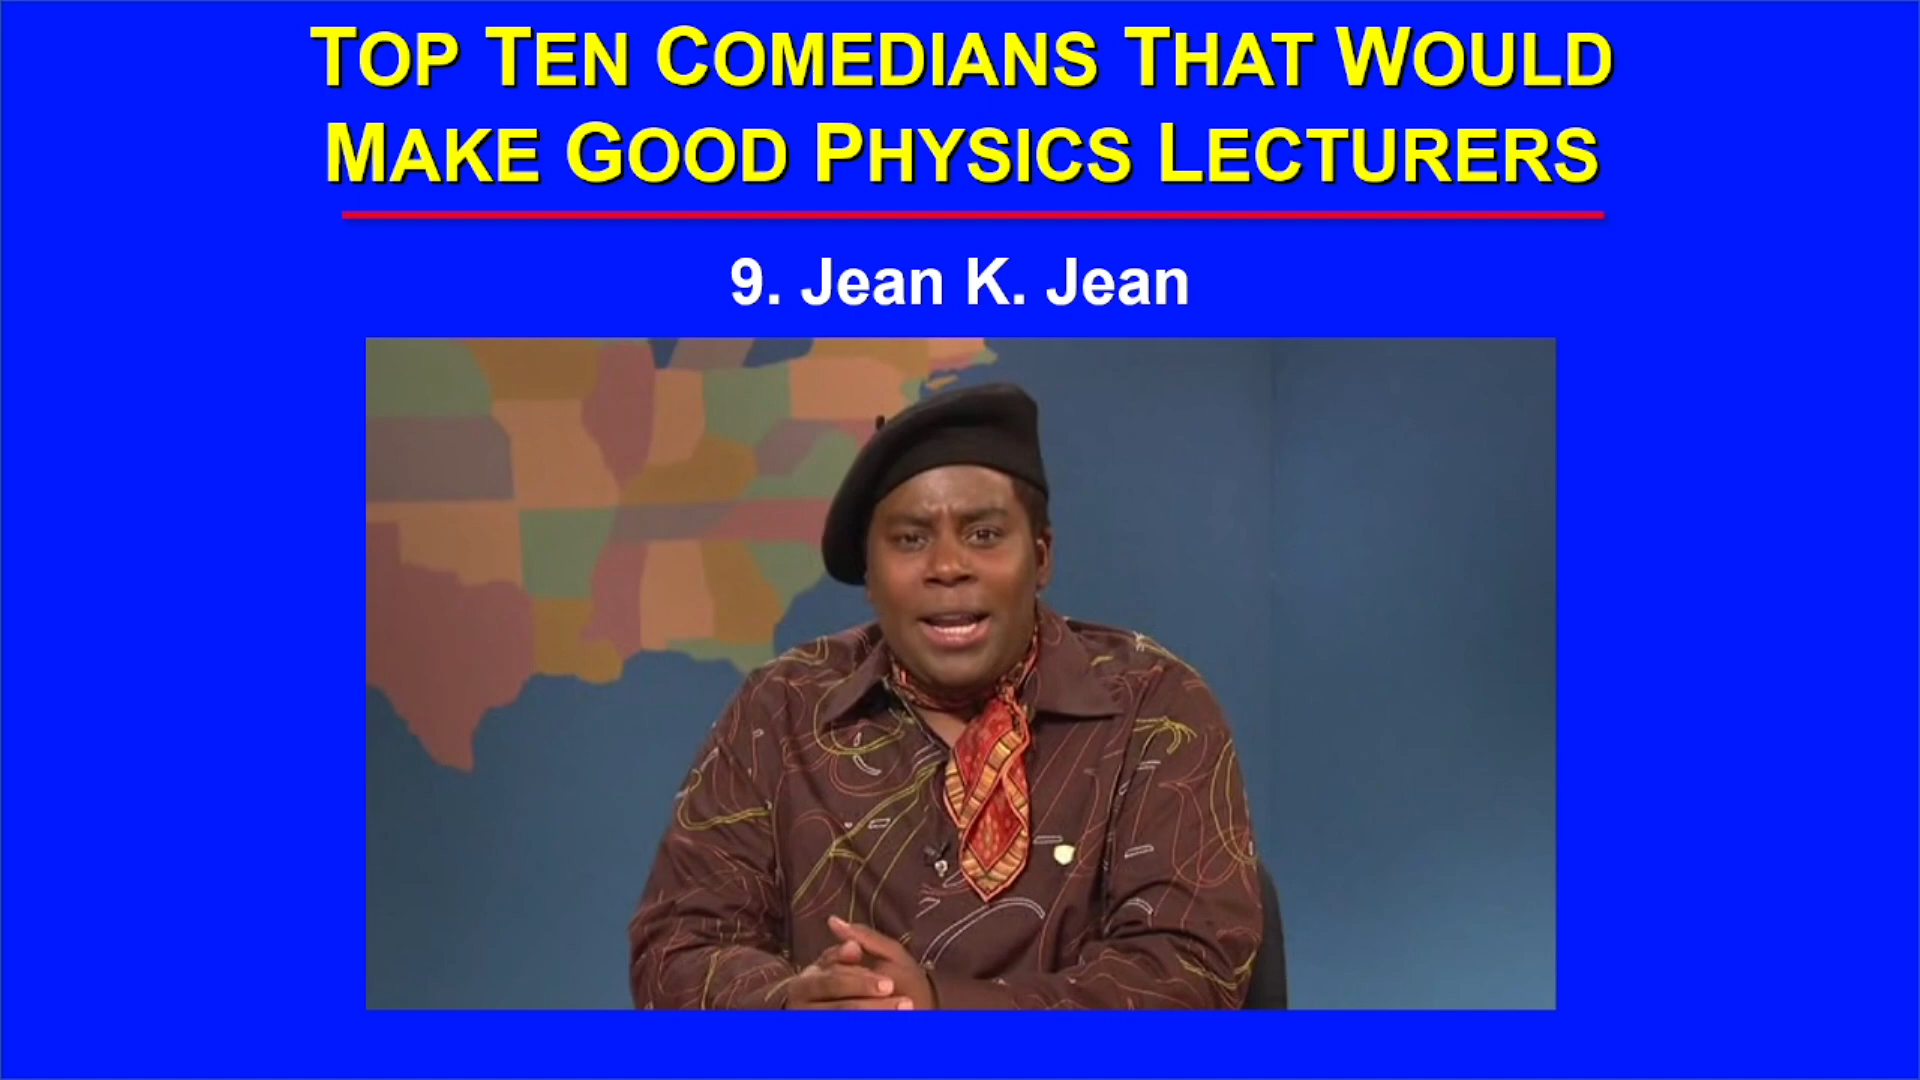 TOP TEN COMEDIANS THAT WOULD
MAKE GOOD PHYSICS LECTURERS
9. Jean K. Jean